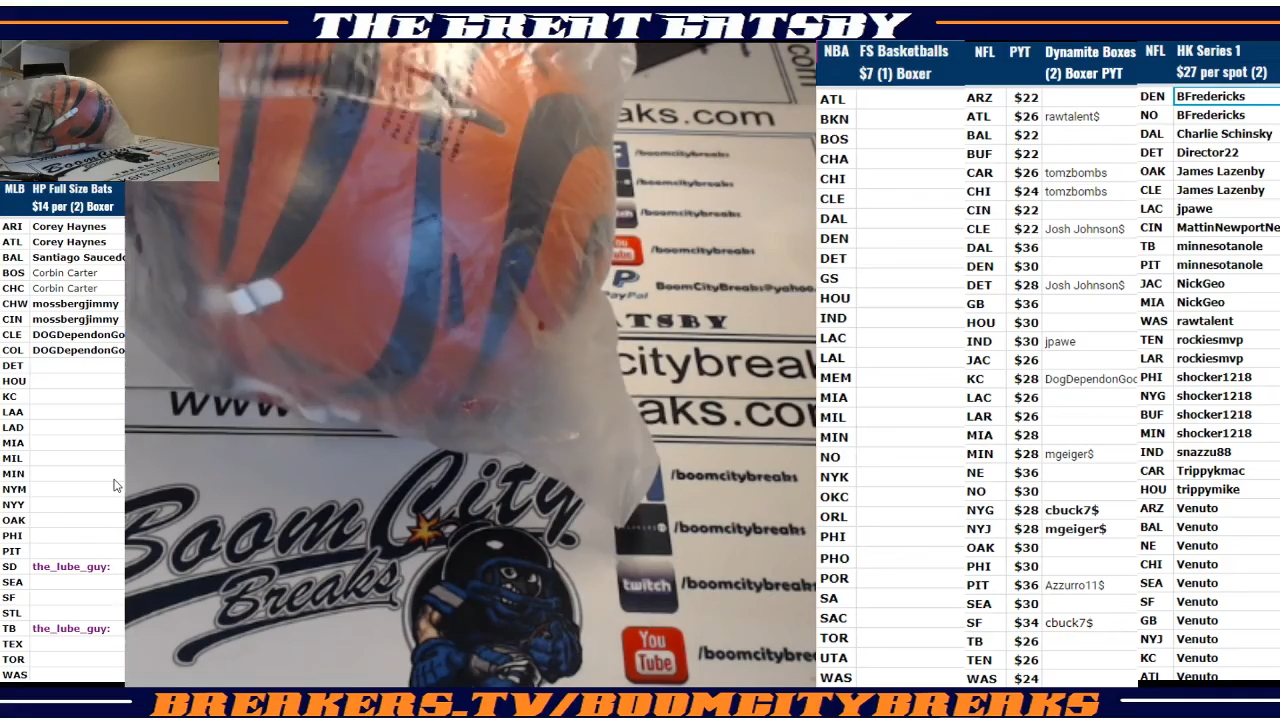 THE GREAT GATSBY
MLB HP Full Size Bats
$14 per (2) Boxer
ARI Corey Haynes
ATL Corey Haynes
BAL Santiago Saucedo
BOS Corbin Carter
CHC Corbin Carter
CHW mossbergjimmy
CIN mossbergjimmy
CLE DOGDependonGo
COL DOGDependonGo
DET
HOU
KC
LAA
LAD
MIA
MIL
MIN
NYM
NYY
OAK
PHI
PIT
SD the_lube_guy:
SEA
SF
STL
TB the_lube_guy:
TEX
TOR
WAS
aks.com
/boomcitybreaks
/boomcitybreaks
/boomcitybreaks
You Tube /boomcitybreaks
PayPal BoomCityBreaks@yahoo
ATSBY
citybreaks
www.
eaks.co
Boom City
Breaks
/boomcitybreaks
/boomcitybreaks
twitch /boomcitybreaks
You Tube /boomcitybre
NBA FS Basketballs
$7 (1) Boxer
ATL
BKN
BOS
CHA
CHI
CLE
DAL
DEN
DET
GS
HOU
IND
LAC
LAL
MEM
MIA
MIL
MIN
NO
NYK
OKC
ORL
PHI
PHO
POR
SA
SAC
TOR
UTA
WAS
NFL PYT Dynamite Boxes
(2) Boxer PYT
ARZ $22
ATL $26 rawtalent$
BAL $22
BUF $22
CAR $26 tomzbombs
CHI $24 tomzbombs
CIN $22
CLE $22 Josh Johnson$
DAL $36
DEN $30
DET $28 Josh Johnson$
GB $36
HOU $30
IND $30 jpawe
JAC $26
KC $28 DogDependonGoo
LAC $26
LAR $26
MIA $28
MIN $28 mgeiger$
NE $36
NO $30
NYG $28 cbuck7$
NYJ $28 mgeiger$
OAK $30
PHI $30
PIT $36 Azzurro11$
SEA $30
SF $34 cbuck7$
TB $26
TEN $26
WAS $24
NFL HK Series 1
$27 per spot (2)
DEN BFredericks
NO BFredericks
DAL Charlie Schinsky
DET Director22
OAK James Lazenby
CLE James Lazenby
LAC jpawe
CIN MattinNewportNe
TB minnesotanole
PIT minnesotanole
JAC NickGeo
MIA NickGeo
WAS rawtalent
TEN rockiesmvp
LAR rockiesmvp
PHI shocker1218
NYG shocker1218
BUF shocker1218
MIN shocker1218
IND snazzu88
CAR Trippykmac
HOU trippymike
ARZ Venuto
BAL Venuto
NE Venuto
CHI Venuto
SEA Venuto
SF Venuto
GB Venuto
NYJ Venuto
KC Venuto
ATL Venuto
BREAKERS.TV/BOOMCITYBREAKS